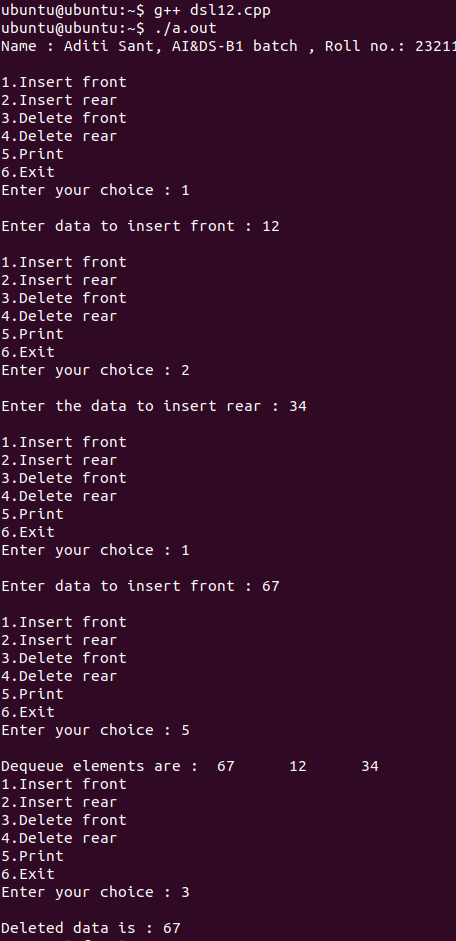 ubuntu@ubuntu:~$ g++ dsl12.cpp
ubuntu@ubuntu:~$ ./a.out
Name : Aditi Sant, AI&DS-B1 batch , Roll no.: 23211
1.Insert front
2.Insert rear
3.Delete front
4.Delete rear
5.Print
6.Exit
Enter your choice : 1
Enter data to insert front : 12
1.Insert front
2.Insert rear
3.Delete front
4.Delete rear
5.Print
6.Exit
Enter your choice : 2
Enter the data to insert rear : 34
1.Insert front
2.Insert rear
3.Delete front
4.Delete rear
5.Print
6.Exit
Enter your choice : 1
Enter data to insert front : 67
1.Insert front
2.Insert rear
3.Delete front
4.Delete rear
5.Print
6.Exit
Enter your choice : 5
Dequeue elements are :  67      12      34
1.Insert front
2.Insert rear
3.Delete front
4.Delete rear
5.Print
6.Exit
Enter your choice : 3
Deleted data is : 67